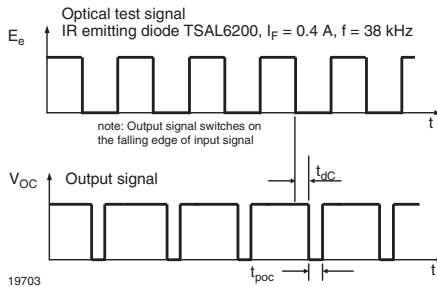 Optical test signal
IR emitting diode TSAL6200, IF = 0.4 A, f = 38 kHz
Ee
note: Output signal switches on
the falling edge of input signal
t
tdC
VOC
Output signal
t
tpoc
19703